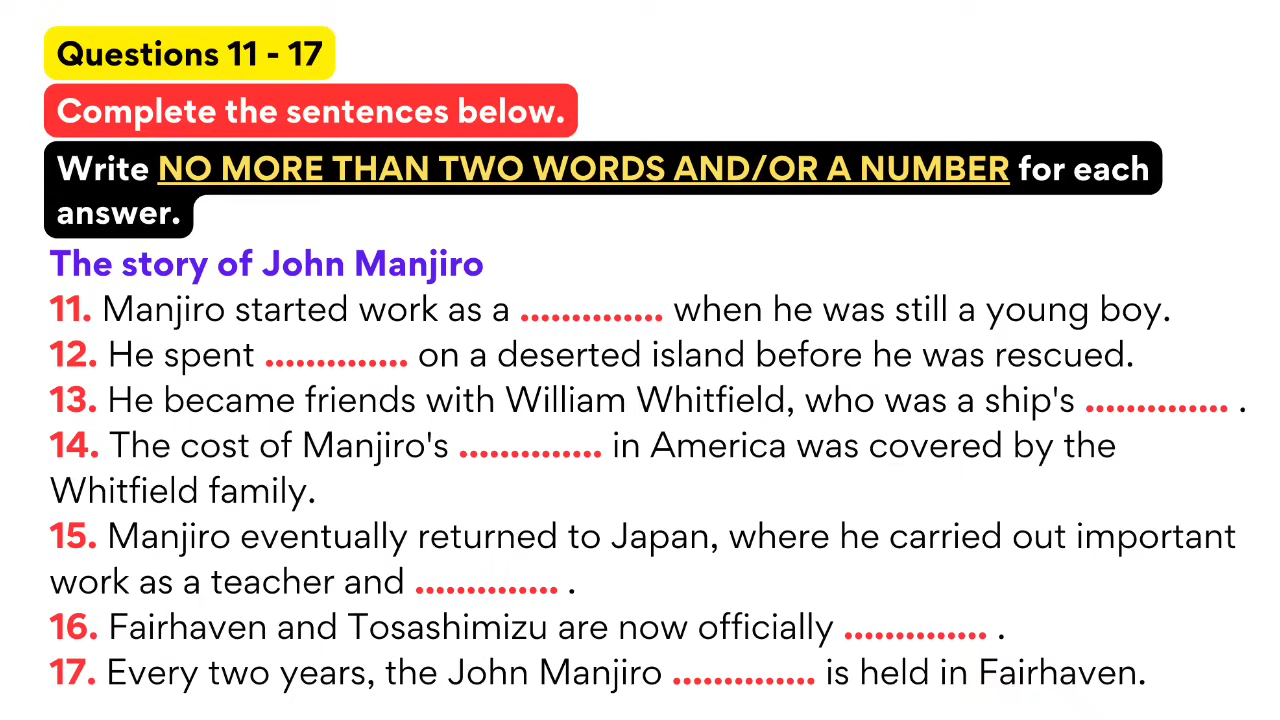 Questions 11 - 17
Complete the sentences below.
Write NO MORE THAN TWO WORDS AND/OR A NUMBER for each
answer.
The story of John Manjiro
11. Manjiro started work as a .............. when he was still a young boy.
12. He spent .............. on a deserted island before he was rescued.
13. He became friends with William Whitfield, who was a ship's .............. .
14. The cost of Manjiro's .............. in America was covered by the
Whitfield family.
15. Manjiro eventually returned to Japan, where he carried out important
work as a teacher and .............. .
16. Fairhaven and Tosashimizu are now officially .............. .
17. Every two years, the John Manjiro .............. is held in Fairhaven.